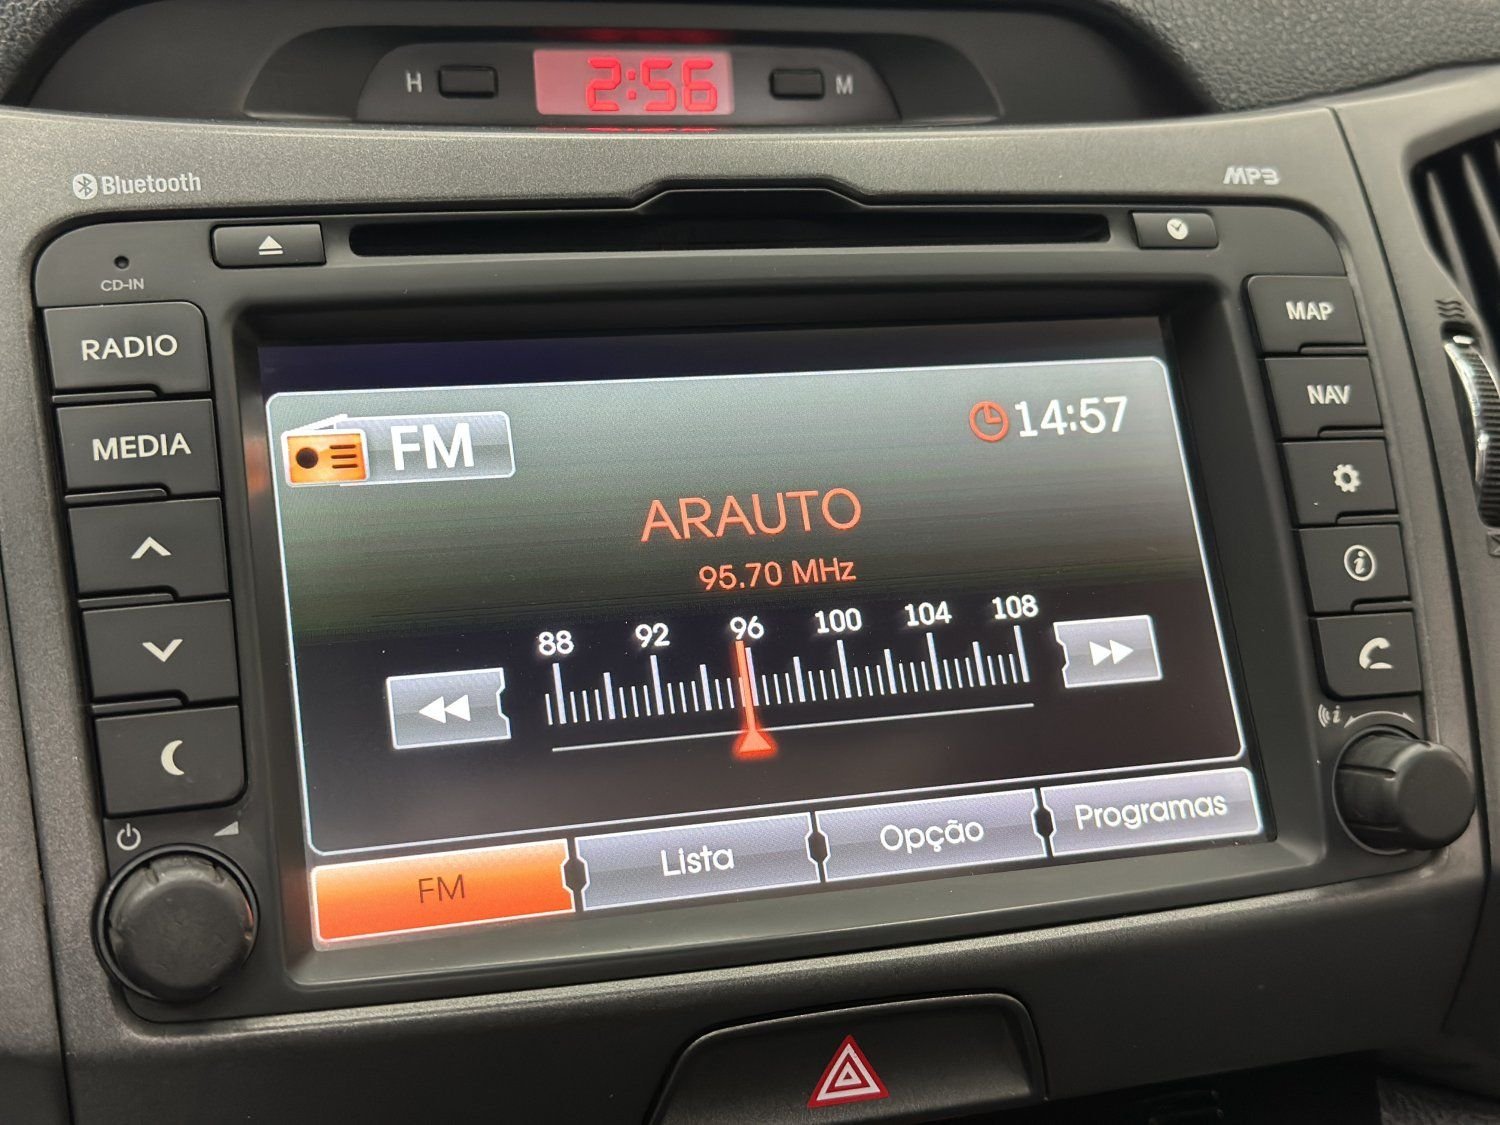 H 2:56 M
Bluetooth
MP3
CD-IN
RADIO
MEDIA
MAP
NAV
FM
14:57
ARAUTO
95.70 MHz
88 92 96 100 104 108
FM Lista Opção Programas